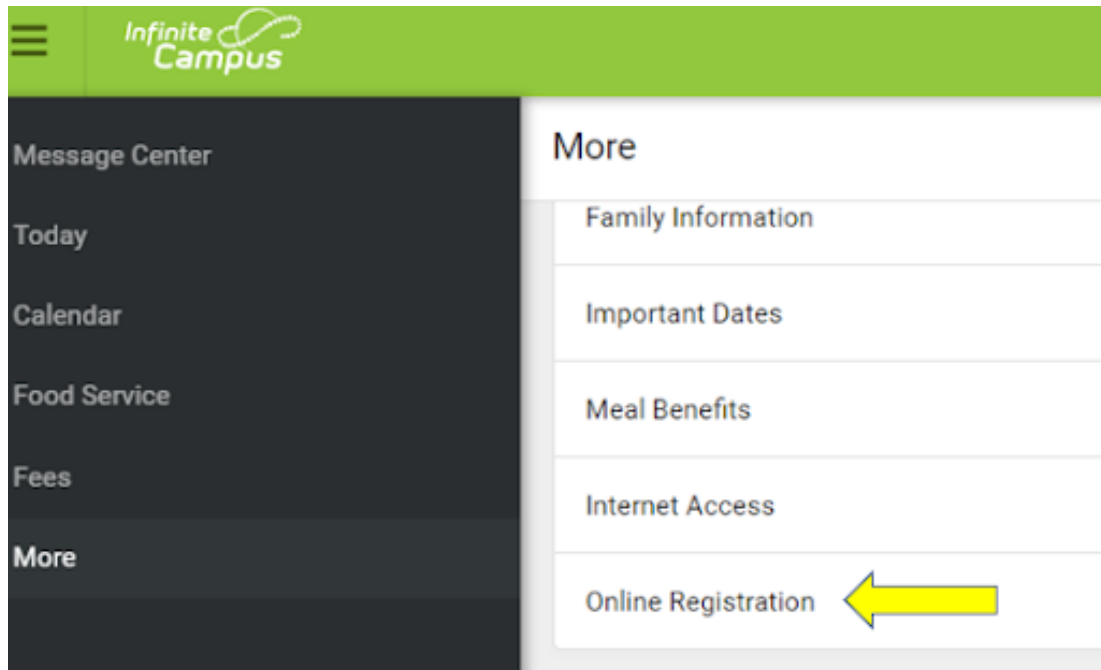 Infinite
Campus
Message Center
Today
Calendar
Food Service
Fees
More
More
Family Information
Important Dates
Meal Benefits
Internet Access
Online Registration